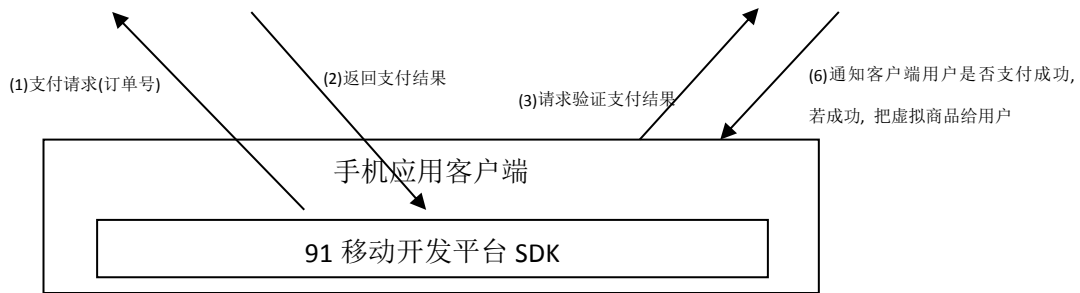 (1)支付请求(订单号)
(2)返回支付结果
(3)请求验证支付结果
(6)通知客户端用户是否支付成功,
若成功, 把虚拟商品给用户
手机应用客户端
91 移动开发平台 SDK